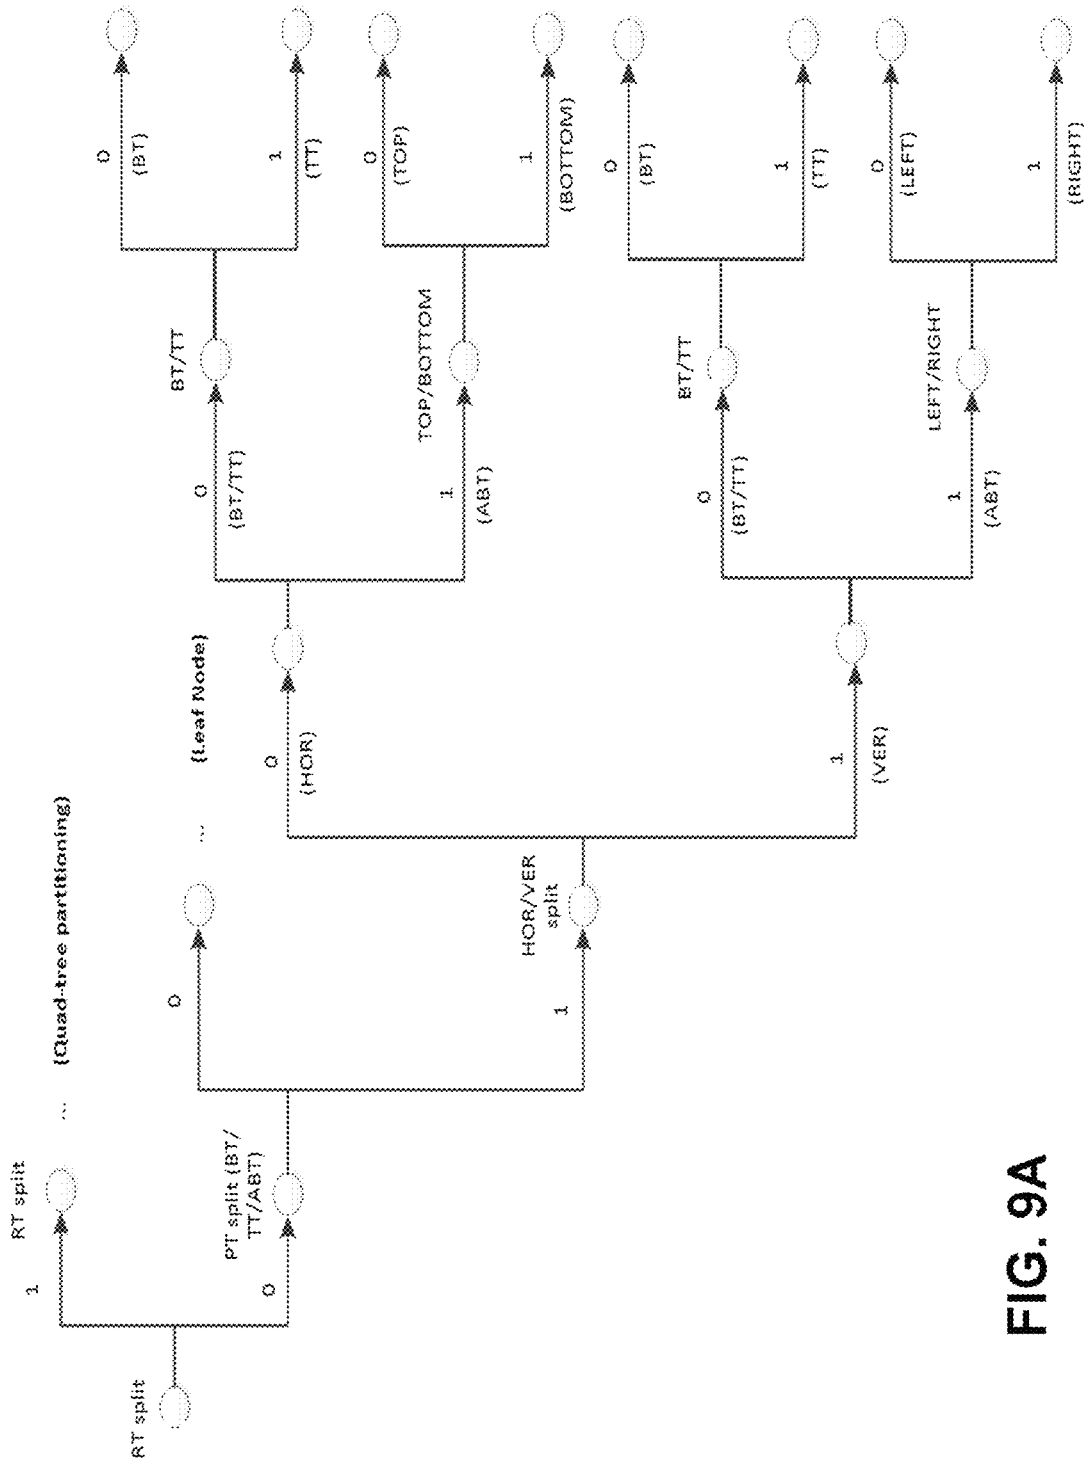 RT split
1
RT split
...
{Quad-tree partitioning}
0
PT split (BT/
TT/ABT)
0
...
{Leaf Node}
1
HOR/VER
split
0
(HOR)
0
(BT/TT)
BT/TT
0
(BT)
1
(TT)
1
(ABT)
TOP/BOTTOM
0
(TOP)
1
(BOTTOM)
1
(VER)
0
(BT/TT)
BT/TT
0
(BT)
1
(TT)
1
(ABT)
LEFT/RIGHT
0
(LEFT)
1
(RIGHT)
FIG. 9A